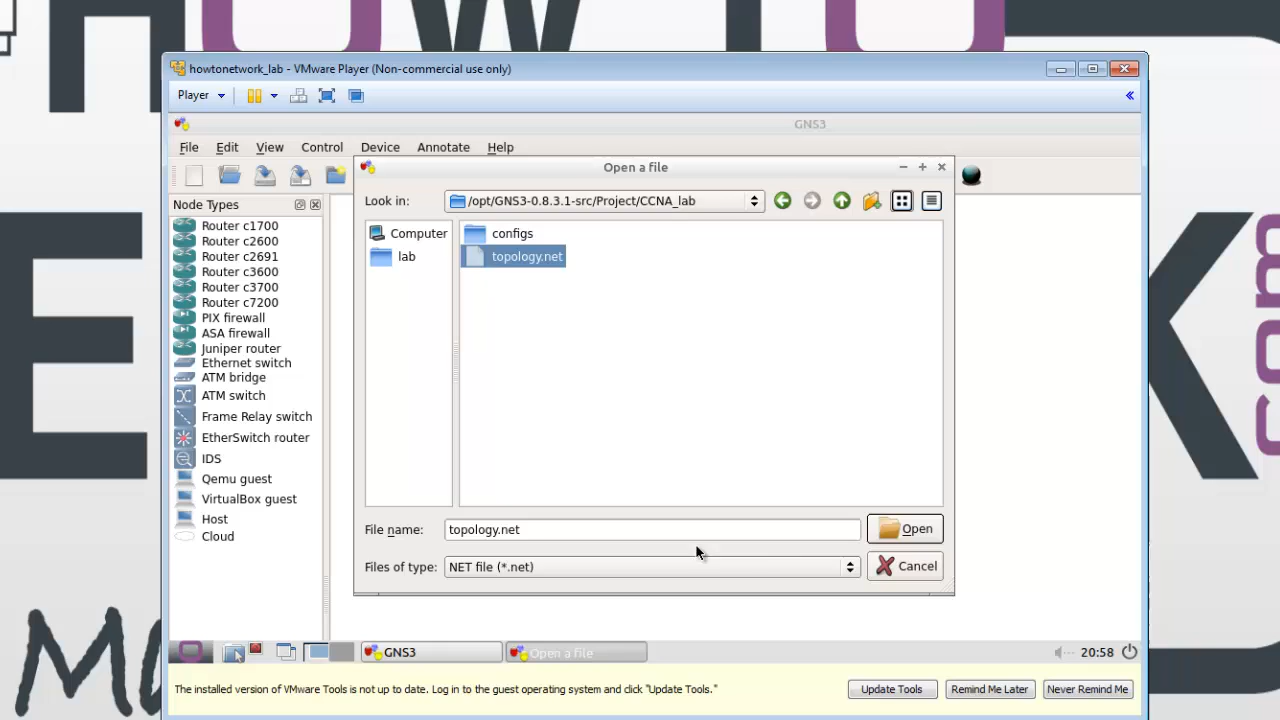 HOW TO
E K
com
howtonetwork_lab - VMware Player (Non-commercial use only)
Player
«
GNS3
File Edit View Control Device Annotate Help
Open a file
Node Types
Look in: /opt/GNS3-0.8.3.1-src/Project/CCNA_lab
Router c1700
Router c2600
Router c2691
Router c3600
Router c3700
Router c7200
PIX firewall
ASA firewall
Juniper router
Ethernet switch
ATM bridge
ATM switch
Frame Relay switch
EtherSwitch router
IDS
Qemu guest
VirtualBox guest
Host
Cloud
Computer
lab
configs
topology.net
File name: topology.net
Open
Files of type: NET file (*.net)
Cancel
GNS3
Open a file
20:58
The installed version of VMware Tools is not up to date. Log in to the guest operating system and click "Update Tools."
Update Tools
Remind Me Later
Never Remind Me